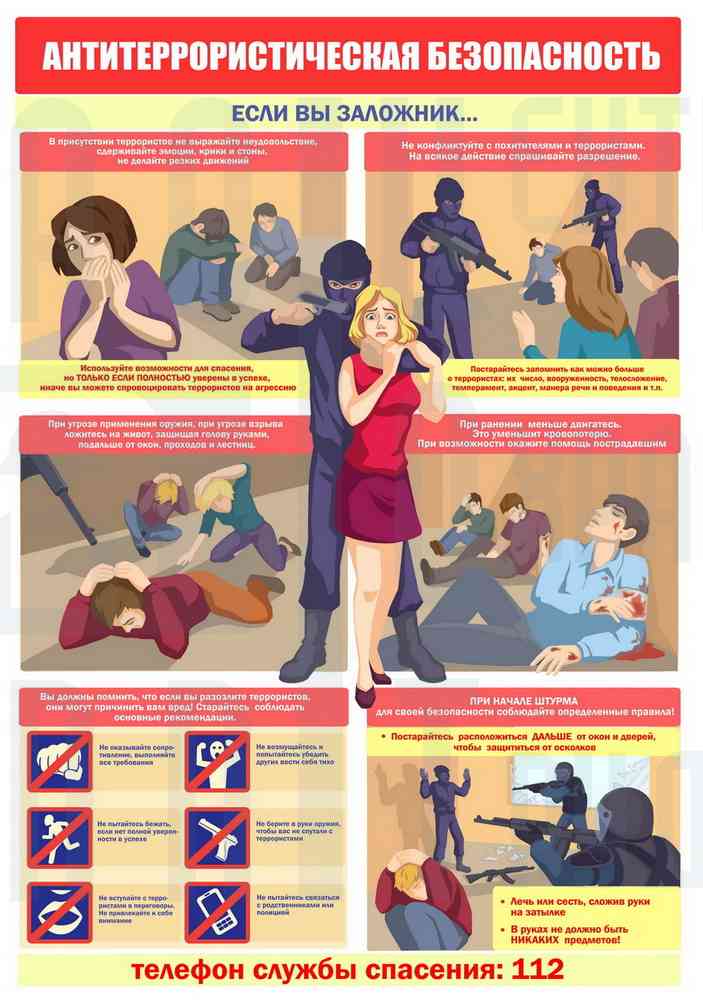 АНТИТЕРРОРИСТИЧЕСКАЯ БЕЗОПАСНОСТЬ
ЕСЛИ ВЫ ЗАЛОЖНИК...
В присутствии террористов не выражайте неудовольствие,
сдерживайте эмоции, крики и стоны,
не делайте резких движений
Не конфликтуйте с похитителями и террористами.
На всякое действие спрашивайте разрешение.
Используйте возможности для спасения,
но ТОЛЬКО ЕСЛИ ПОЛНОСТЬЮ уверены в успехе,
иначе вы можете спровоцировать террористов на агрессию
Постарайтесь запомнить как можно больше
о террористах: их число, вооруженность, телосложение,
темперамент, акцент, манера речи и поведения и т.п.
При угрозе применения оружия, при угрозе взрыва
ложитесь на живот, защищая голову руками,
подальше от окон, проходов и лестниц.
При ранении меньше двигаетесь.
Это уменьшит кровопотерю.
При возможности окажите помощь пострадавшим
Вы должны помнить, что если вы разозлите террористов,
они могут причинить вам вред! Старайтесь соблюдать
основные рекомендации.
Не оказывайте сопро-
тивление, выполняйте
все требования
Не возмущайтесь и
попытайтесь убедить
других вести себя тихо
Не пытайтесь бежать,
если нет полной уверен-
ности в успехе
Не берите в руки оружия,
чтобы вас не спутали с
террористами
Не вступайте с терро-
ристами в переговоры.
Не привлекайте к себе
внимание
Не пытайтесь связаться
с родственниками или
полицией
ПРИ НАЧАЛЕ ШТУРМА
для своей безопасности соблюдайте определенные правила!
• Постарайтесь расположиться ДАЛЬШЕ от окон и дверей,
чтобы защититься от осколков
• Лечь или сесть, сложив руки
на затылке
• В руках не должно быть
НИКАКИХ предметов!
телефон службы спасения: 112